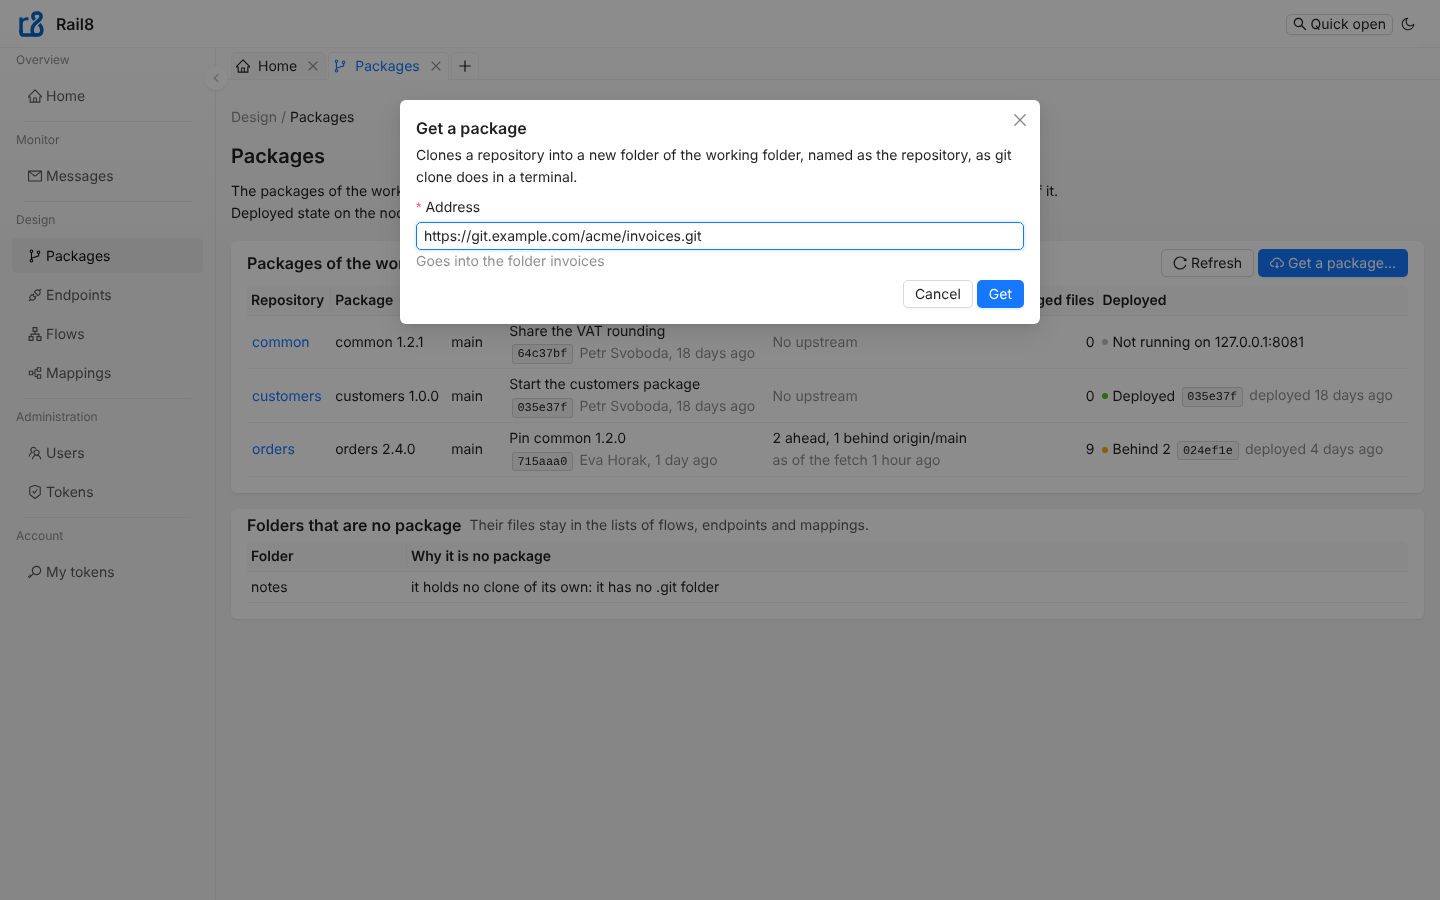 Rail8
Quick open
Overview
Home
Monitor
Messages
Design
Packages
Endpoints
Flows
Mappings
Administration
Users
Tokens
Account
My tokens
Home
Packages
Design / Packages
Packages
The packages of the work
f it.
Deployed state on the no
Get a package
Clones a repository into a new folder of the working folder, named as the repository, as git
clone does in a terminal.
* Address
https://git.example.com/acme/invoices.git
Goes into the folder invoices
Cancel
Get
Packages of the wo
Refresh
Get a package...
Repository Package ged files Deployed
common common 1.2.1 main Share the VAT rounding No upstream 0 Not running on 127.0.0.1:8081
64c37bf Petr Svoboda, 18 days ago
customers customers 1.0.0 main Start the customers package No upstream 0 Deployed 035e37f deployed 18 days ago
035e37f Petr Svoboda, 18 days ago
orders orders 2.4.0 main Pin common 1.2.0 2 ahead, 1 behind origin/main 9 Behind 2 024ef1e deployed 4 days ago
715aaa0 Eva Horak, 1 day ago as of the fetch 1 hour ago
Folders that are no package Their files stay in the lists of flows, endpoints and mappings.
Folder Why it is no package
notes it holds no clone of its own: it has no .git folder